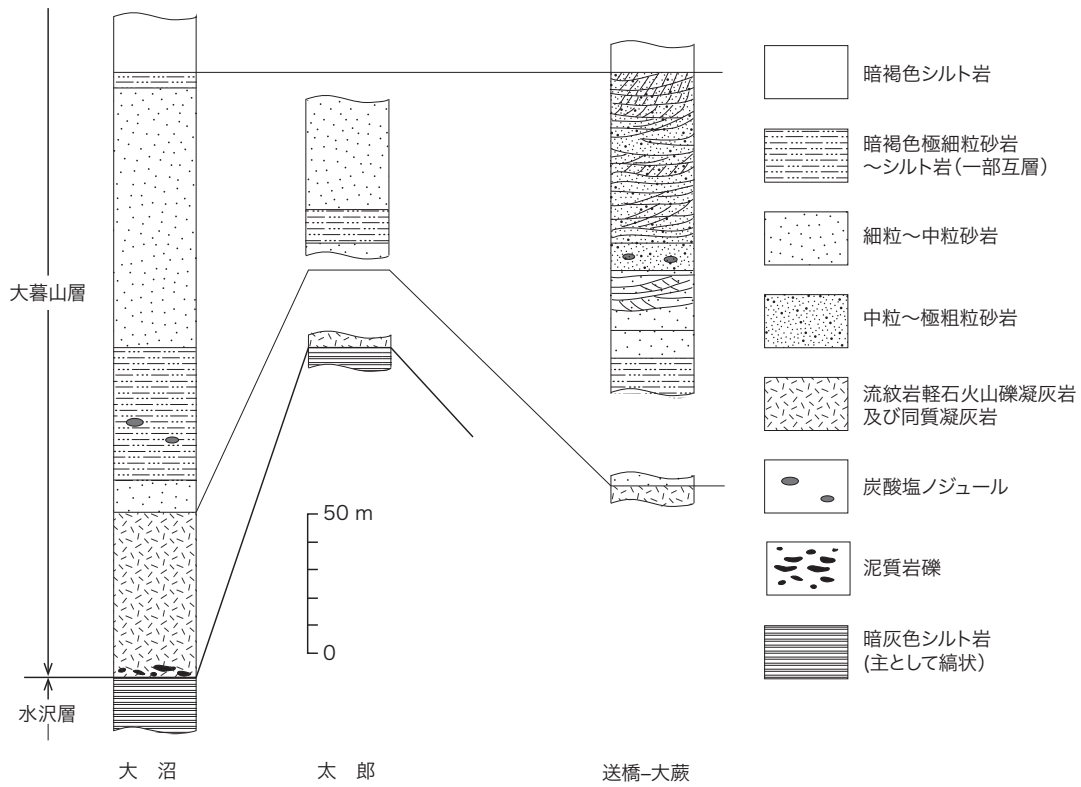 大暮山層
水沢層
50 m
0
大 沼
太 郎
送橋–大蕨
暗褐色シルト岩
暗褐色極細粒砂岩
～シルト岩（一部互層）
細粒～中粒砂岩
中粒～極粗粒砂岩
流紋岩軽石火山礫凝灰岩
及び同質凝灰岩
炭酸塩ノジュール
泥質岩礫
暗灰色シルト岩
(主として縞状）